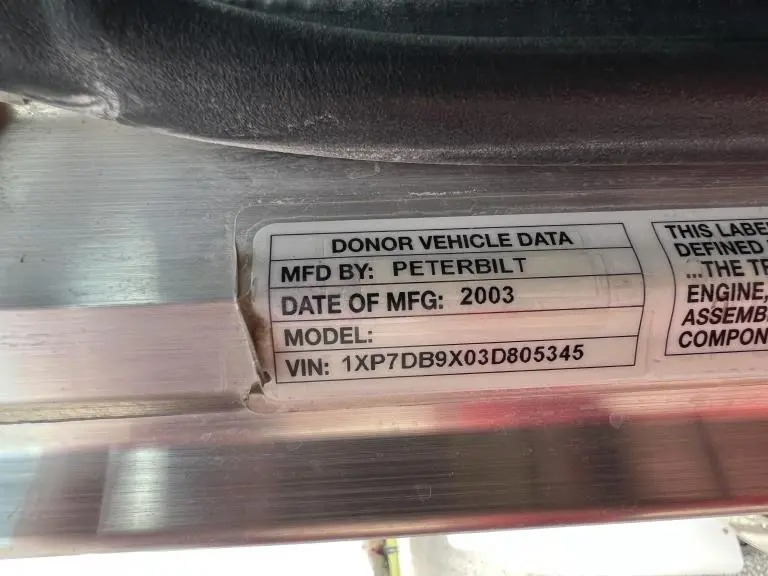 DONOR VEHICLE DATA
MFD BY: PETERBILT
DATE OF MFG: 2003
MODEL:
VIN: 1XP7DB9X03D805345
THIS LABE
DEFINED
...THE
ENGINE,
ASSEMB
COMPON